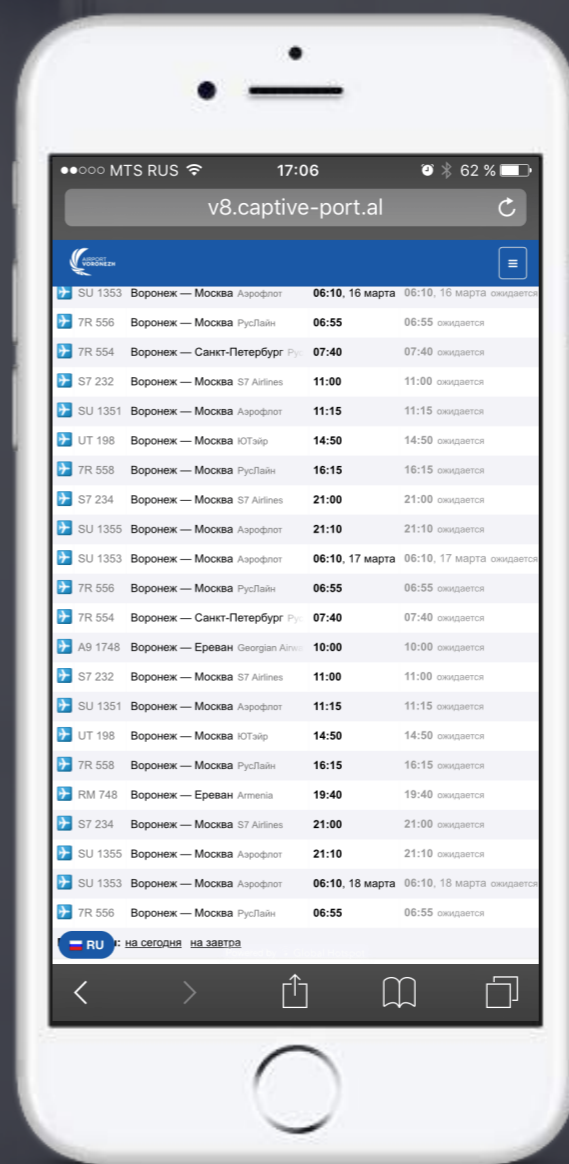 MTS RUS 17:06 62 %
v8.captive-port.al
AIRPORT
VORONEZH
SU 1353 Воронеж — Москва Аэрофлот 06:10, 16 марта 06:10, 16 марта ожидается
7R 556 Воронеж — Москва РусЛайн 06:55 06:55 ожидается
7R 554 Воронеж — Санкт-Петербург 07:40 07:40 ожидается
S7 232 Воронеж — Москва S7 Airlines 11:00 11:00 ожидается
SU 1351 Воронеж — Москва Аэрофлот 11:15 11:15 ожидается
UT 198 Воронеж — Москва ЮТэйр 14:50 14:50 ожидается
7R 558 Воронеж — Москва РусЛайн 16:15 16:15 ожидается
S7 234 Воронеж — Москва S7 Airlines 21:00 21:00 ожидается
SU 1355 Воронеж — Москва Аэрофлот 21:10 21:10 ожидается
SU 1353 Воронеж — Москва Аэрофлот 06:10, 17 марта 06:10, 17 марта ожидается
7R 556 Воронеж — Москва РусЛайн 06:55 06:55 ожидается
7R 554 Воронеж — Санкт-Петербург 07:40 07:40 ожидается
A9 1748 Воронеж — Ереван Georgian 10:00 10:00 ожидается
S7 232 Воронеж — Москва S7 Airlines 11:00 11:00 ожидается
SU 1351 Воронеж — Москва Аэрофлот 11:15 11:15 ожидается
UT 198 Воронеж — Москва ЮТэйр 14:50 14:50 ожидается
7R 558 Воронеж — Москва РусЛайн 16:15 16:15 ожидается
RM 748 Воронеж — Ереван Armenia 19:40 19:40 ожидается
S7 234 Воронеж — Москва S7 Airlines 21:00 21:00 ожидается
SU 1355 Воронеж — Москва Аэрофлот 21:10 21:10 ожидается
SU 1353 Воронеж — Москва Аэрофлот 06:10, 18 марта 06:10, 18 марта ожидается
7R 556 Воронеж — Москва РусЛайн 06:55 06:55 ожидается
RU на сегодня на завтра